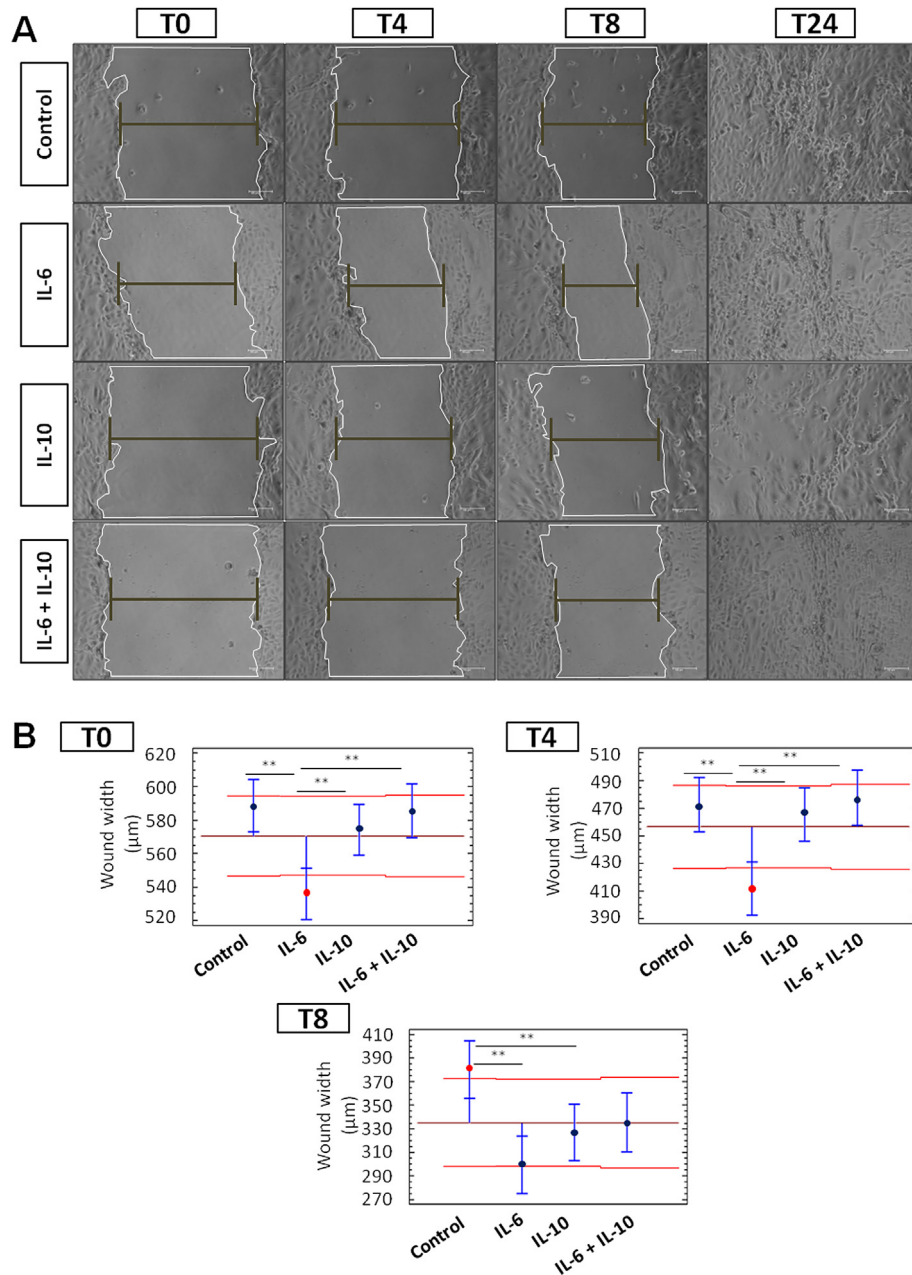 A
T0 T4 T8 T24
Control
IL-6
IL-10
IL-6 + IL-10
B
T0
Wound width
(µm)
620
600
580
560
540
520
** ** **
Control IL-6 IL-10 IL-6 + IL-10
T4
Wound width
(µm)
510
490
470
450
430
410
390
** ** **
Control IL-6 IL-10 IL-6 + IL-10
T8
Wound width
(µm)
410
390
370
350
330
310
290
270
** **
Control IL-6 IL-10 IL-6 + IL-10